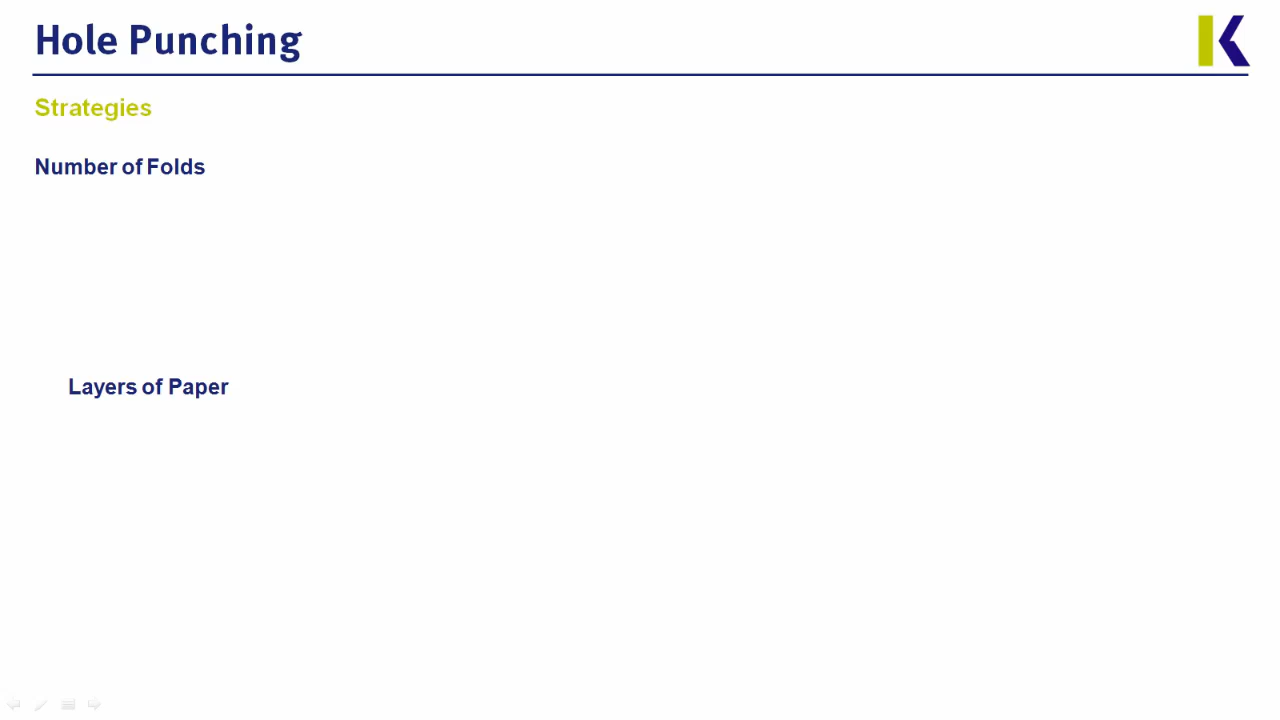 Hole Punching
Strategies
Number of Folds
Layers of Paper